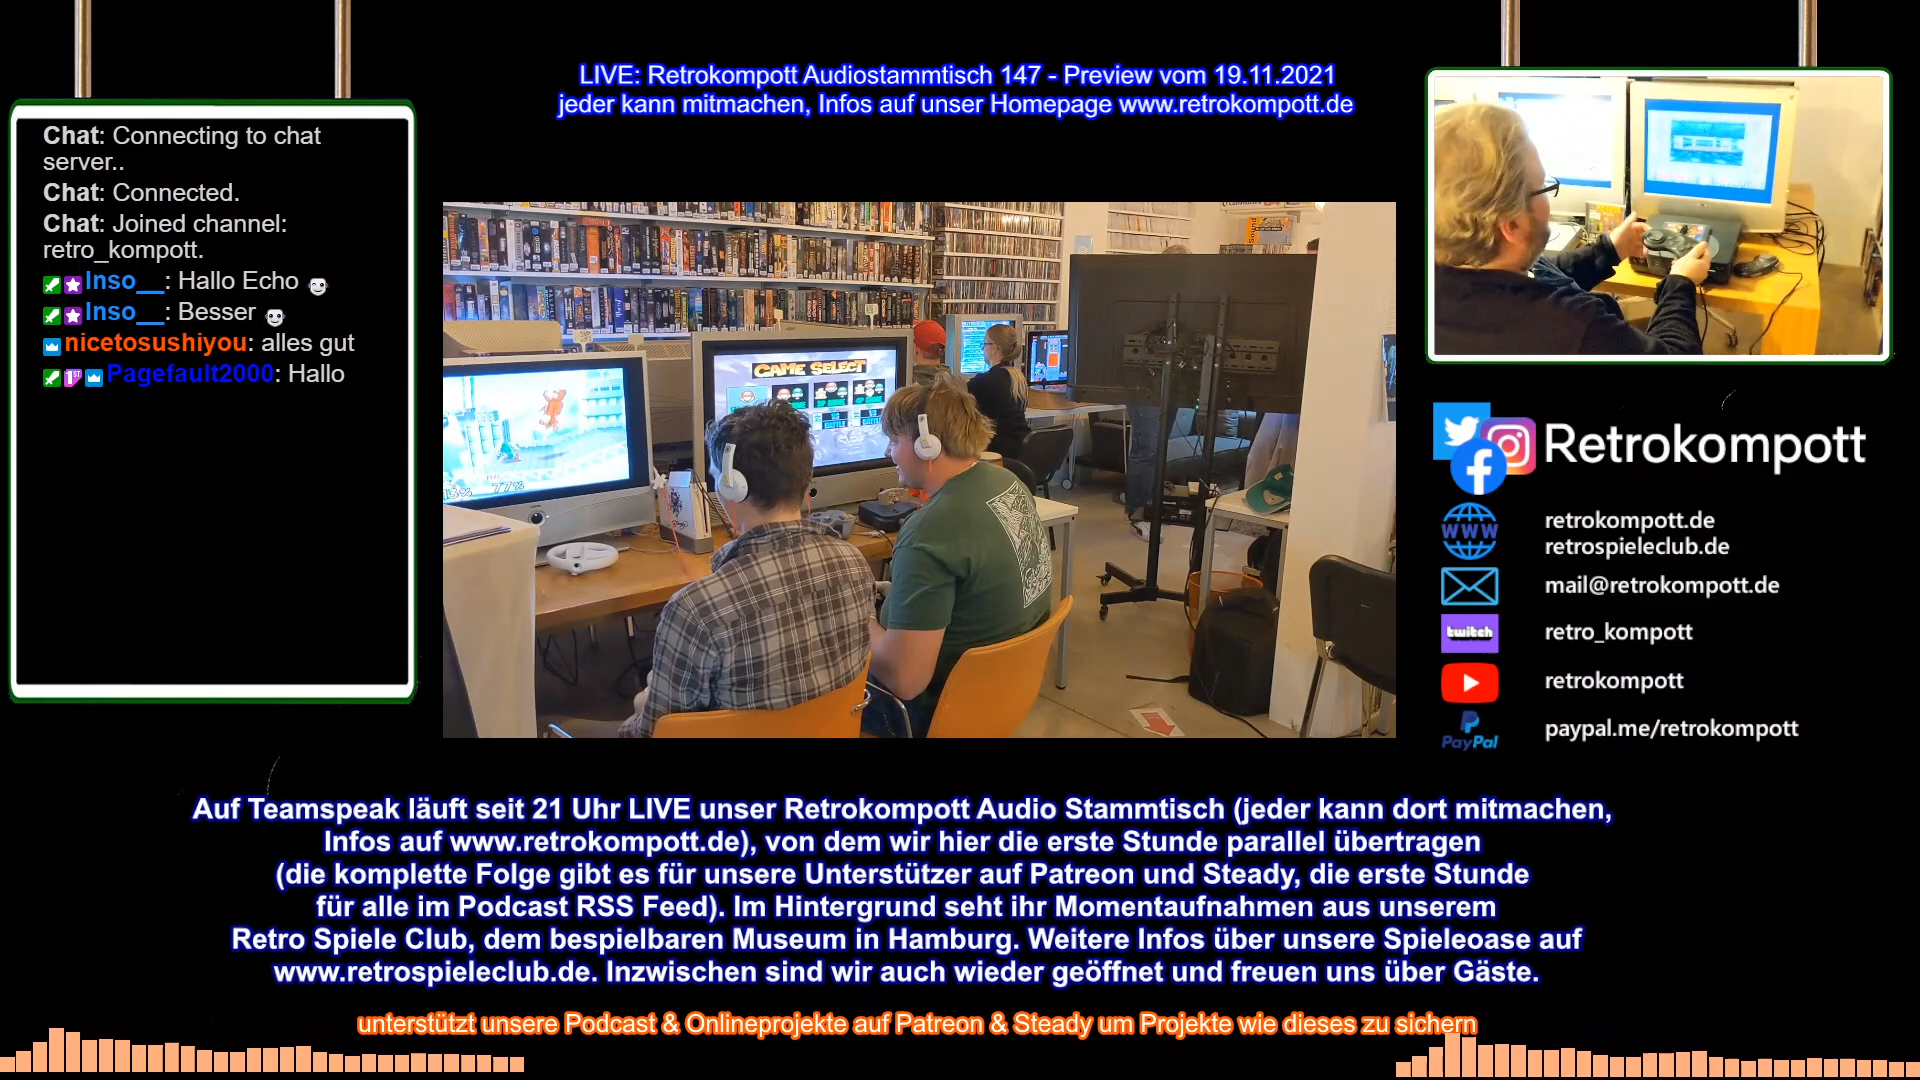 LIVE: Retrokompott Audiostammtisch 147 - Preview vom 19.11.2021
jeder kann mitmachen, Infos auf unser Homepage www.retrokompott.de
Chat: Connecting to chat
server..
Chat: Connected.
Chat: Joined channel:
retro_kompott.
Inso__: Hallo Echo
Inso__: Besser
nicetosushiyou: alles gut
1ST Pagefault2000: Hallo
GAME SELECT
77%
Retrokompott
WWW
retrokompott.de
retrospieleclub.de
mail@retrokompott.de
twitch
retro_kompott
retrokompott
PayPal
paypal.me/retrokompott
Auf Teamspeak läuft seit 21 Uhr LIVE unser Retrokompott Audio Stammtisch (jeder kann dort mitmachen,
Infos auf www.retrokompott.de), von dem wir hier die erste Stunde parallel übertragen
(die komplette Folge gibt es für unsere Unterstützer auf Patreon und Steady, die erste Stunde
für alle im Podcast RSS Feed). Im Hintergrund seht ihr Momentaufnahmen aus unserem
Retro Spiele Club, dem bespielbaren Museum in Hamburg. Weitere Infos über unsere Spieleoase auf
www.retrospieleclub.de. Inzwischen sind wir auch wieder geöffnet und freuen uns über Gäste.
unterstützt unsere Podcast & Onlineprojekte auf Patreon & Steady um Projekte wie dieses zu sichern